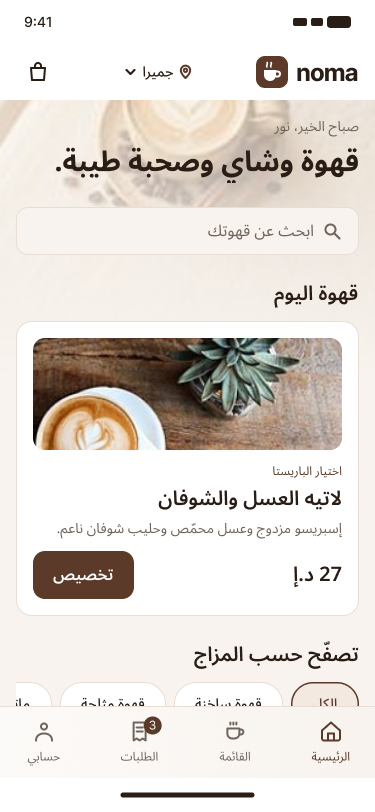 9:41
noma
جميرا
صباح الخير، نور
قهوة وشاي وصحبة طيبة.
ابحث عن قهوتك
قهوة اليوم
اختيار الباريستا
لاتيه العسل والشوفان
إسبريسو مزدوج وعسل محمّص وحليب شوفان ناعم.
27 د.إ
تخصيص
تصفّح حسب المزاج
الكل
قهوة ساخنة
قهوة مثلجة
الرئيسية
القائمة
3
الطلبات
حسابي